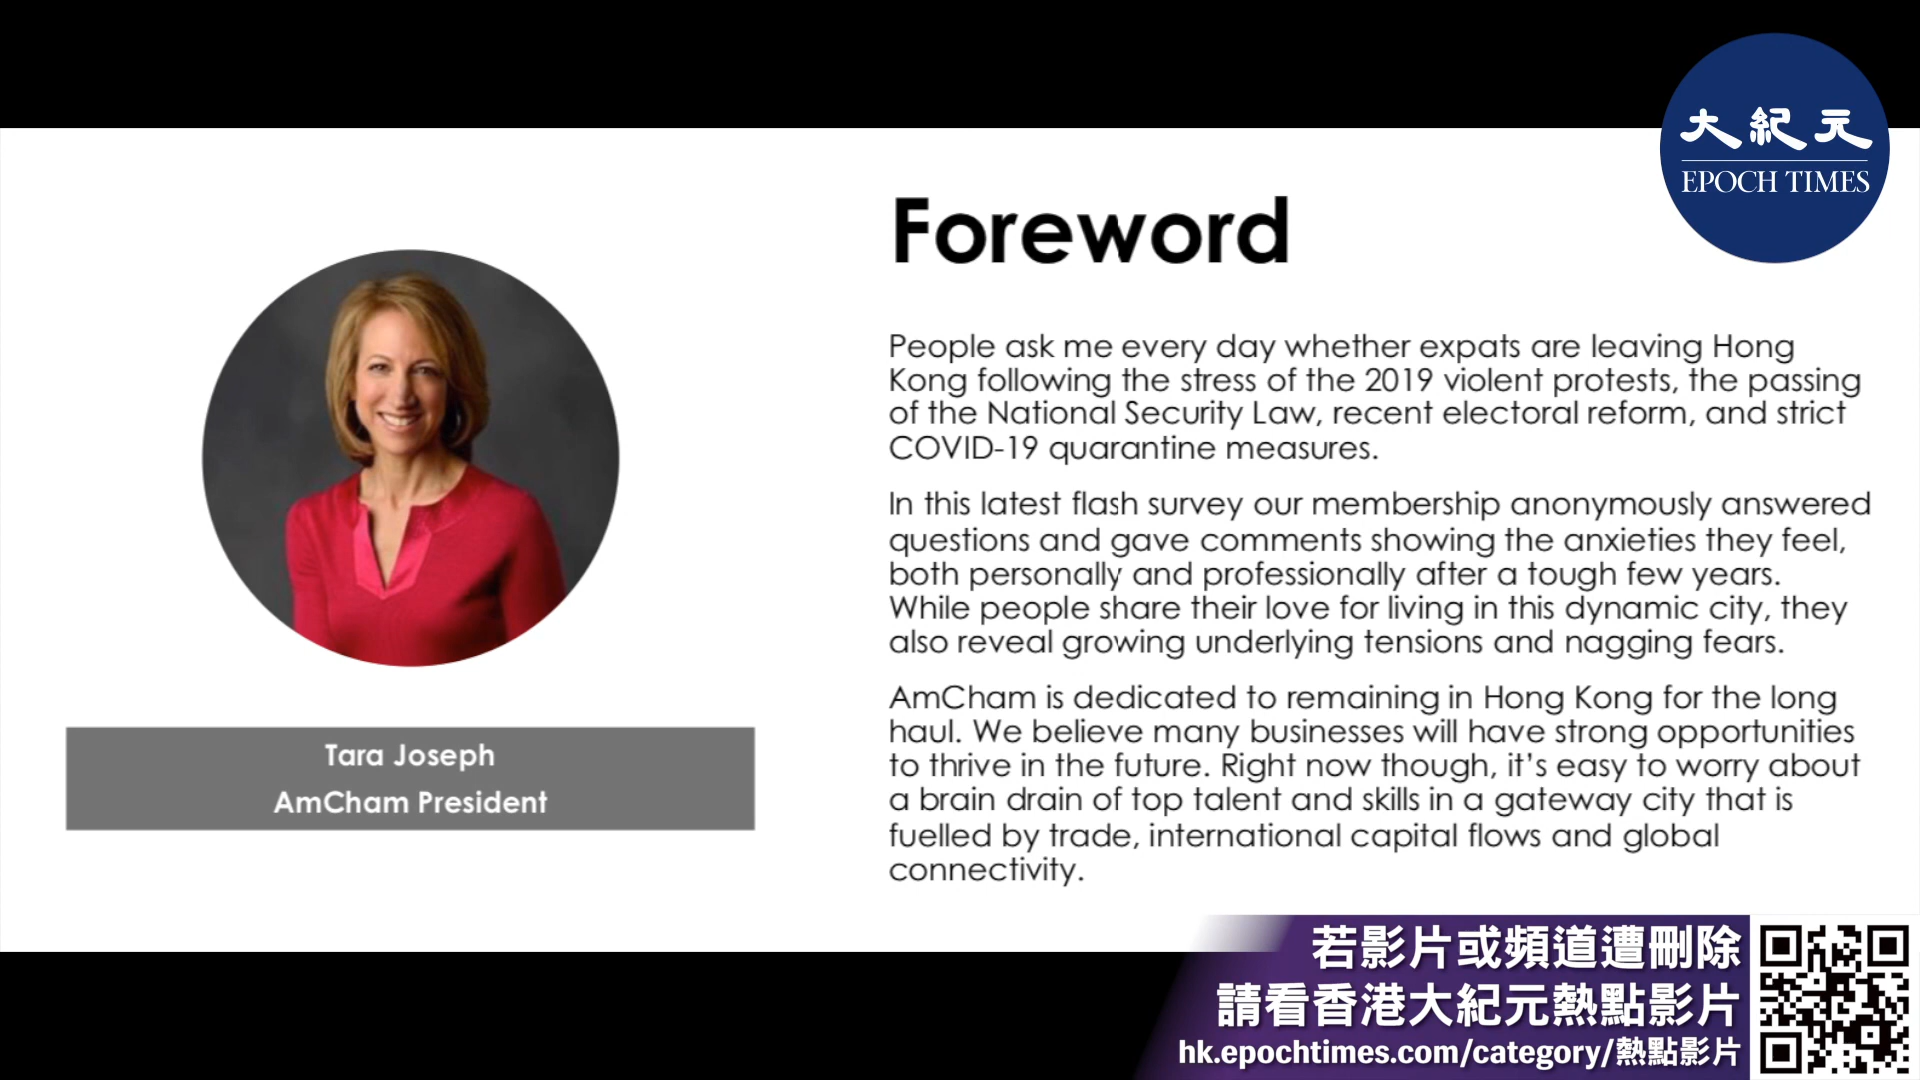 大紀元
EPOCH TIMES
Foreword
People ask me every day whether expats are leaving Hong
Kong following the stress of the 2019 violent protests, the passing
of the National Security Law, recent electoral reform, and strict
COVID-19 quarantine measures.
In this latest flash survey our membership anonymously answered
questions and gave comments showing the anxieties they feel,
both personally and professionally after a tough few years.
While people share their love for living in this dynamic city, they
also reveal growing underlying tensions and nagging fears.
AmCham is dedicated to remaining in Hong Kong for the long
haul. We believe many businesses will have strong opportunities
to thrive in the future. Right now though, it's easy to worry about
a brain drain of top talent and skills in a gateway city that is
fuelled by trade, international capital flows and global
connectivity.
Tara Joseph
AmCham President
若影片或頻道遭刪除
請看香港大紀元熱點影片
hk.epochtimes.com/category/熱點影片